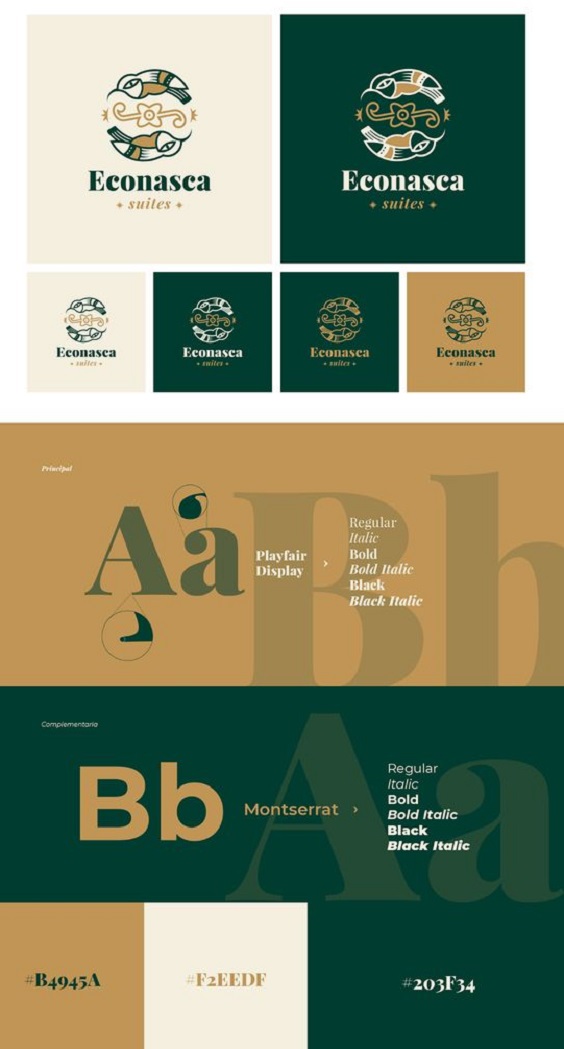 Econasca
suites
Econasca
suites
Econasca
suites
Econasca
suites
Econasca
suites
Econasca
suites
Principal
Aa
Bb
Playfair
Display
Regular
Italic
Bold
Bold Italic
Black
Black Italic
Complementaria
Bb
Aa
Montserrat
Regular
Italic
Bold
Bold Italic
Black
Black Italic
#B4945A
#F2EEDF
#203F34